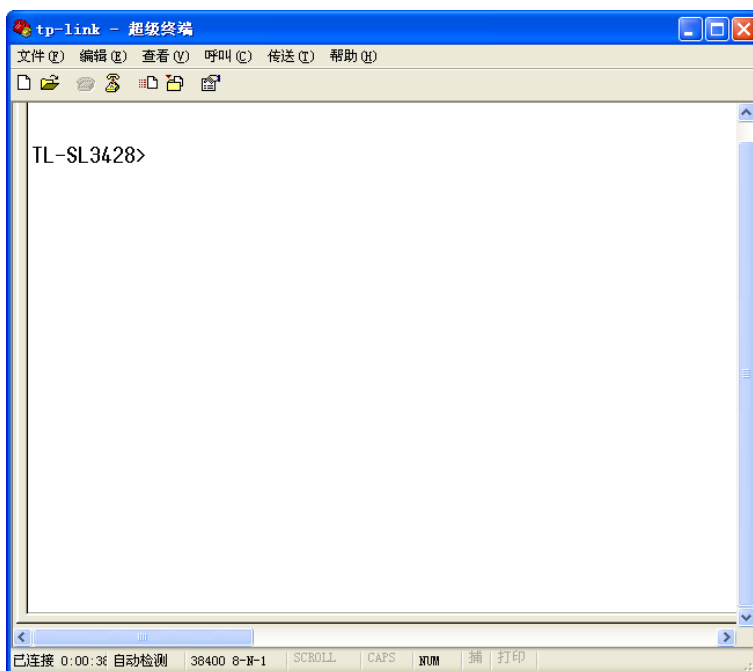 tp-link - 超级终端
文件(F) 编辑(E) 查看(V) 呼叫(C) 传送(T) 帮助(H)
TL-SL3428>
已连接 0:00:36 自动检测 38400 8-N-1 SCROLL CAPS NUM 捕 打印